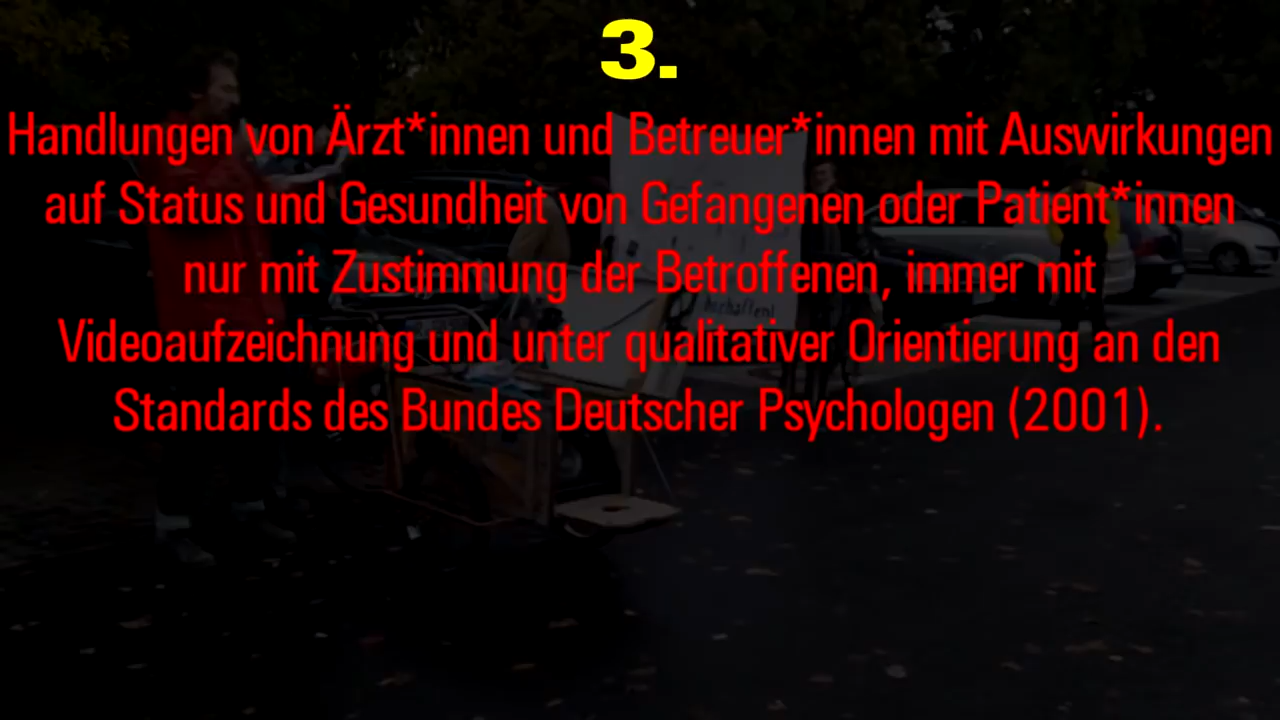 3.
Handlungen von Ärzt*innen und Betreuer*innen mit Auswirkungen
auf Status und Gesundheit von Gefangenen oder Patient*innen
nur mit Zustimmung der Betroffenen, immer mit
Videoaufzeichnung und unter qualitativer Orientierung an den
Standards des Bundes Deutscher Psychologen (2001).